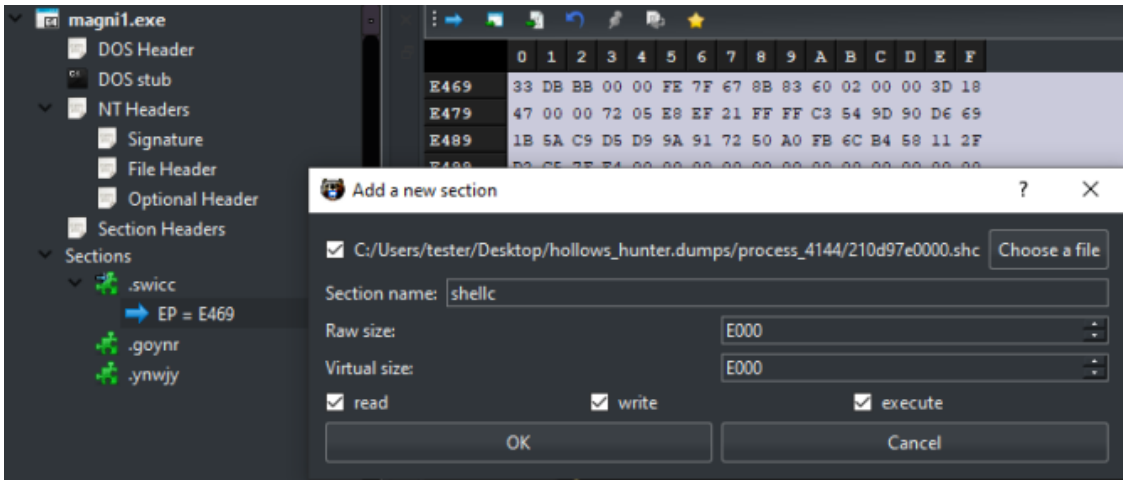 magni1.exe
DOS Header
DOS stub
NT Headers
Signature
File Header
Optional Header
Section Headers
Sections
.swicc
EP = E469
.goynr
.ynwjy
0 1 2 3 4 5 6 7 8 9 A B C D E F
E469 33 DB BB 00 00 FE 7F 67 8B 83 60 02 00 00 3D 18
E479 47 00 00 72 05 E8 EF 21 FF FF C3 54 9D 90 D6 69
E489 1B 5A C9 D5 D9 9A 91 72 50 A0 FB 6C B4 58 11 2F
Add a new section
? ×
C:/Users/tester/Desktop/hollows_hunter.dumps/process_4144/210d97e0000.shc Choose a file
Section name: shellc
Raw size: E000
Virtual size: E000
read write execute
OK Cancel